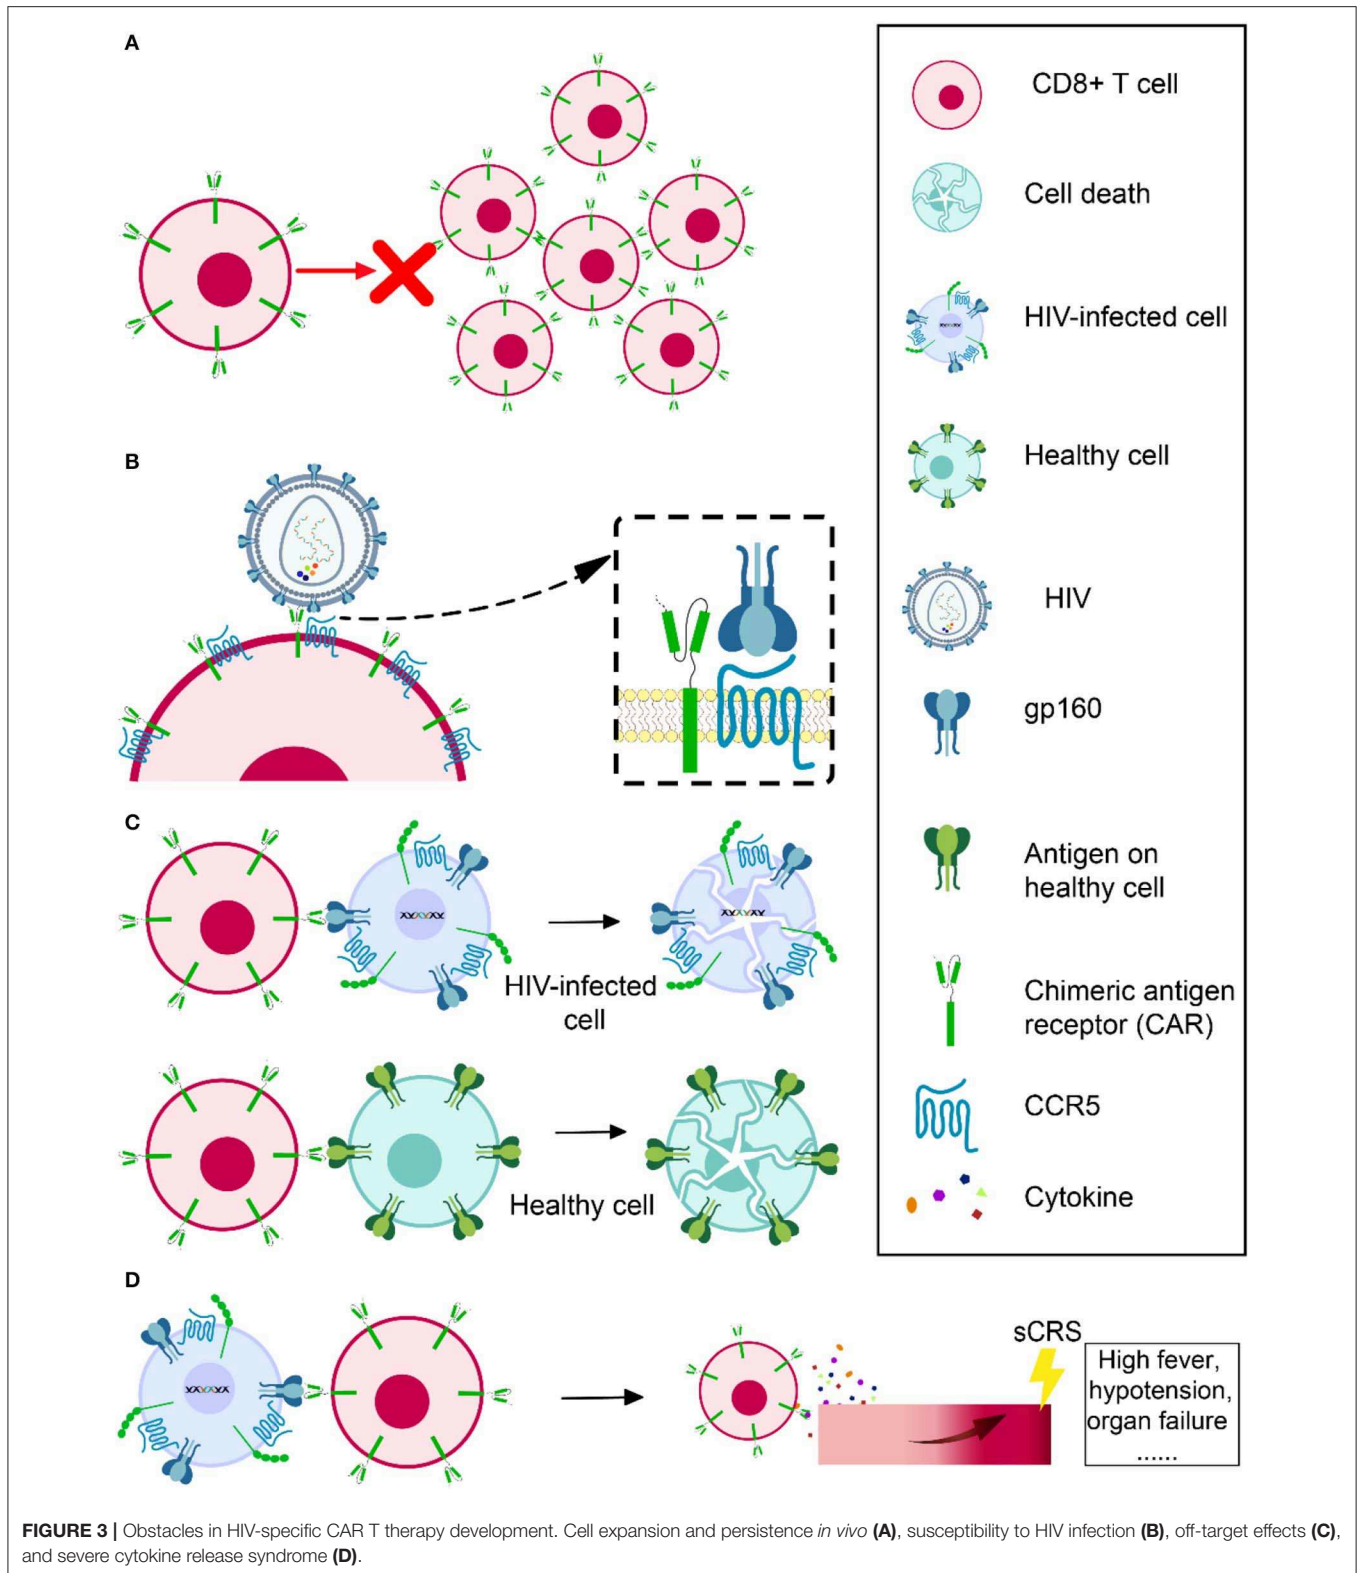 A
CD8+ T cell
Cell death
HIV-infected cell
Healthy cell
HIV
gp160
Antigen on
healthy cell
Chimeric antigen
receptor (CAR)
CCR5
Cytokine
B
C
HIV-infected
cell
Healthy cell
D
sCRS
High fever,
hypotension,
organ failure
......
FIGURE 3 | Obstacles in HIV-specific CAR T therapy development. Cell expansion and persistence in vivo (A), susceptibility to HIV infection (B), off-target effects (C),
and severe cytokine release syndrome (D).